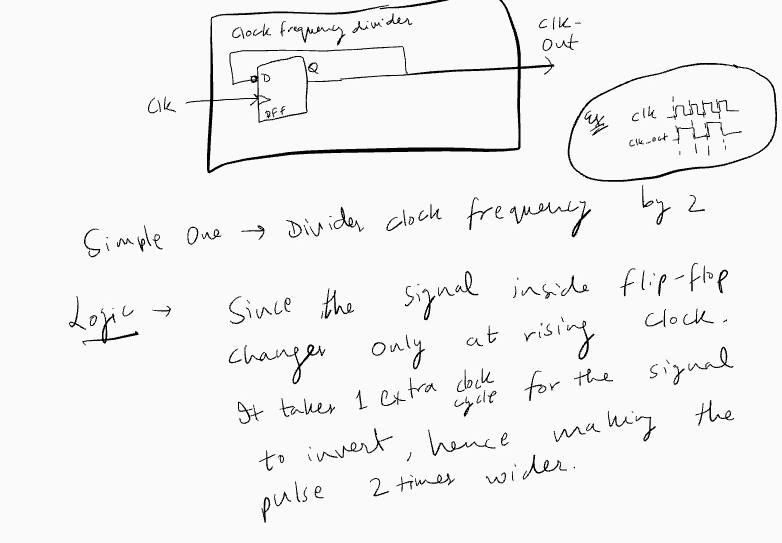 Clock frequency divider
Clk-
Out
D
Q
Clk
DFF
Eg
clk
clk_out
Simple One → Divider clock frequency by 2
Logic → Since the signal inside flip-flop
changes only at rising clock.
It takes 1 extra clock cycle for the signal
to invert, hence making the
pulse 2 times wider.